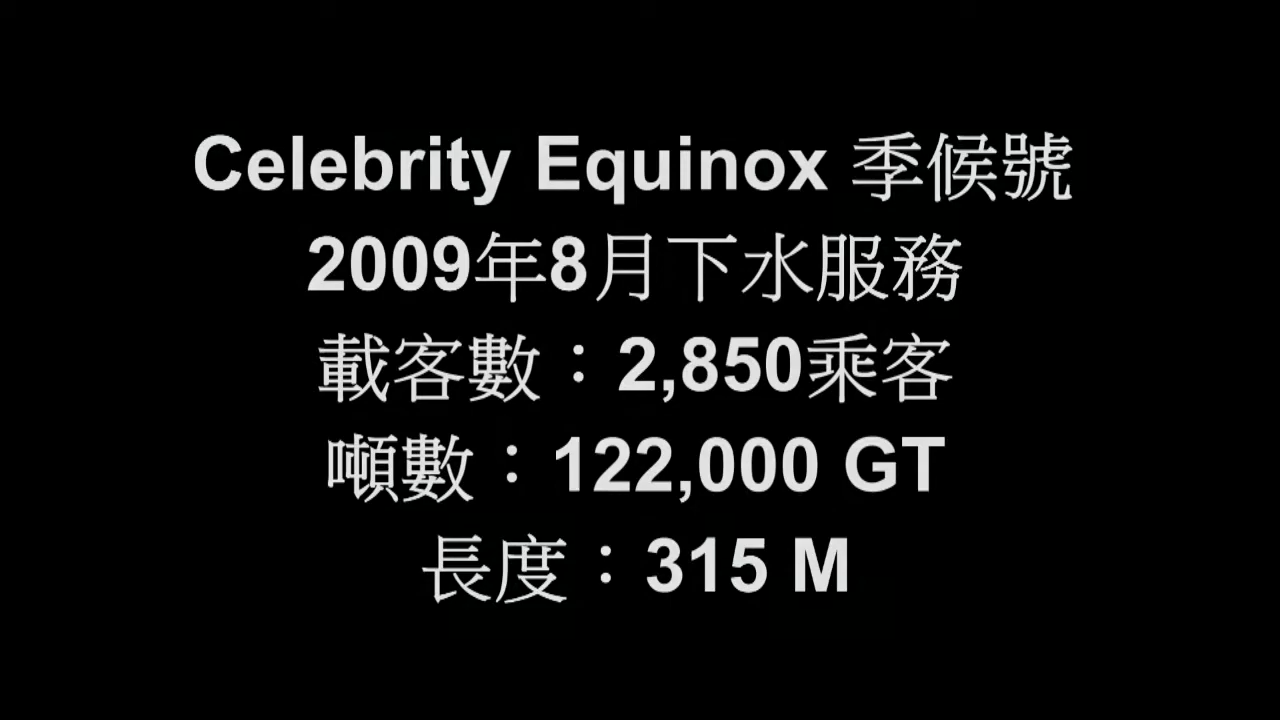 Celebrity Equinox 季候號
2009年8月下水服務
載客數：2,850乘客
噸數：122,000 GT
長度：315 M